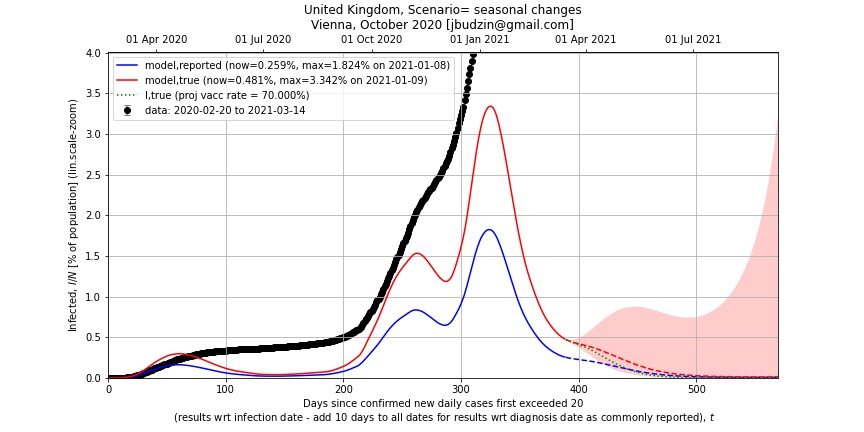 United Kingdom, Scenario= seasonal changes
Vienna, October 2020 [jbudzin@gmail.com]
01 Apr 2020 01 Jul 2020 01 Oct 2020 01 Jan 2021 01 Apr 2021 01 Jul 2021
model,reported (now=0.259%, max=1.824% on 2021-01-08)
model,true (now=0.481%, max=3.342% on 2021-01-09)
I,true (proj vacc rate = 70.000%)
data: 2020-02-20 to 2021-03-14
4.0
3.5
3.0
2.5
2.0
1.5
1.0
0.5
0.0
Infected, I/N [% of population] (lin.scale-zoom)
0 100 200 300 400 500
Days since confirmed new daily cases first exceeded 20
(results wrt infection date - add 10 days to all dates for results wrt diagnosis date as commonly reported), t